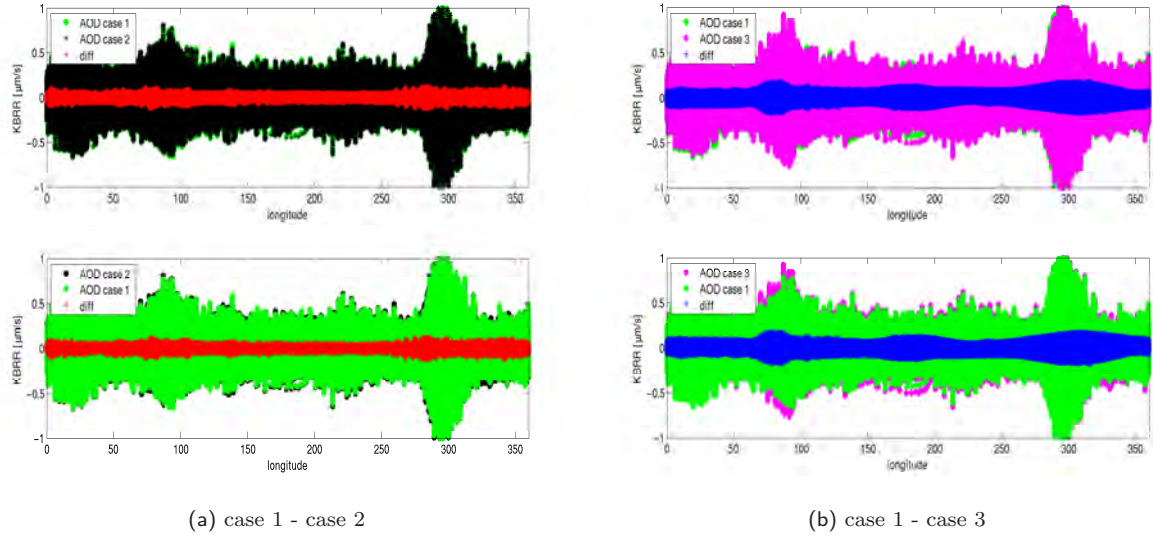 AOD case 1
AOD case 2
diff
KBRR [µm/s]
1
0.5
0
−0.5
−1
0 50 100 150 200 250 300 350
longitude
AOD case 2
AOD case 1
diff
KBRR [µm/s]
1
0.5
0
−0.5
−1
0 50 100 150 200 250 300 350
longitude
(a) case 1 - case 2
AOD case 1
AOD case 3
diff
KBRR [µm/s]
1
0.5
0
−0.5
−1
0 50 100 150 200 250 300 350
longitude
AOD case 3
AOD case 1
diff
KBRR [µm/s]
1
0.5
0
−0.5
−1
0 50 100 150 200 250 300 350
longitude
(b) case 1 - case 3